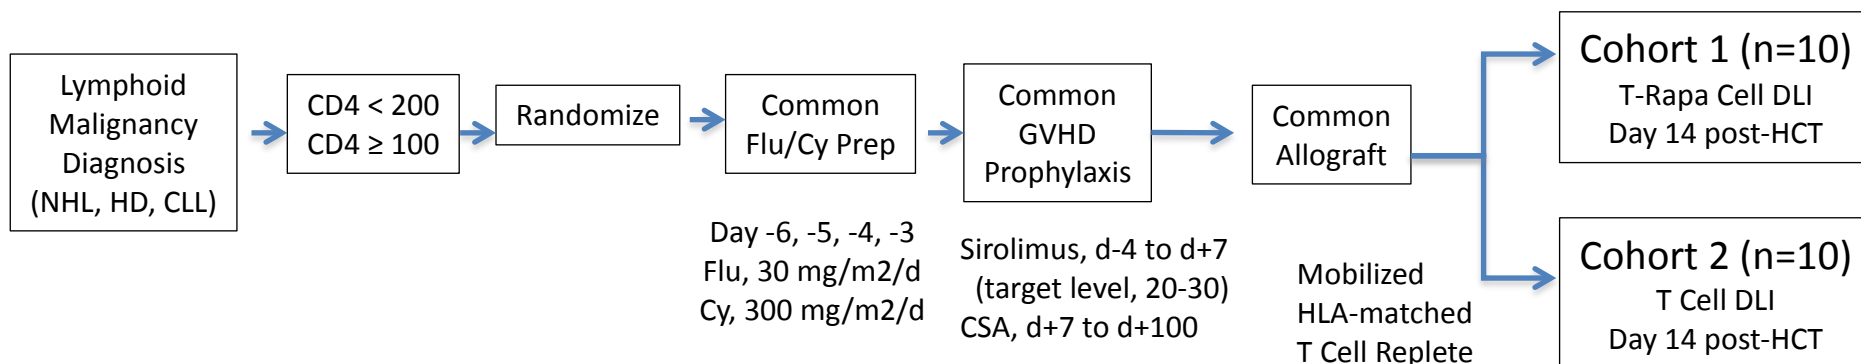 Lymphoid
Malignancy
Diagnosis
(NHL, HD, CLL)
CD4 < 200
CD4 ≥ 100
Randomize
Common
Flu/Cy Prep
Day -6, -5, -4, -3
Flu, 30 mg/m2/d
Cy, 300 mg/m2/d
Common
GVHD
Prophylaxis
Sirolimus, d-4 to d+7
(target level, 20-30)
CSA, d+7 to d+100
Common
Allograft
Mobilized
HLA-matched
T Cell Replete
Cohort 1 (n=10)
T-Rapa Cell DLI
Day 14 post-HCT
Cohort 2 (n=10)
T Cell DLI
Day 14 post-HCT